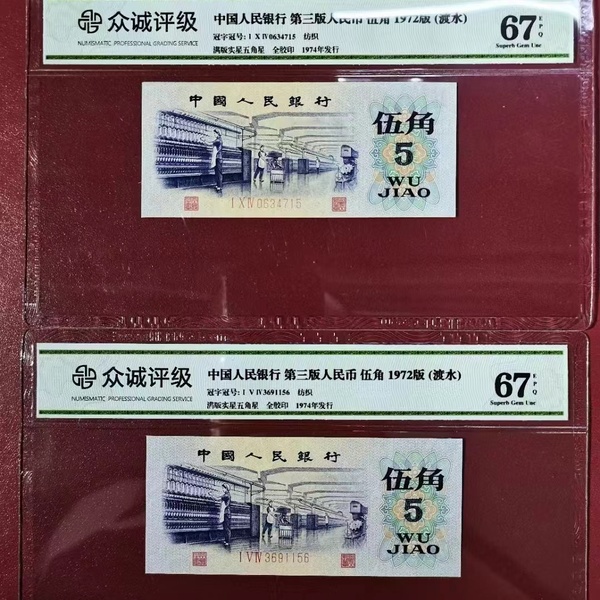 众诚评级
NUMISMATIC PROFESSIONAL GRADING SERVICE
中国人民银行 第三版人民币 伍角 1972版 (渡水)
冠字冠号: I X IV0634715 纺织
满版实星五角星 全胶印 1974年发行
67 EPQ
Superb Gem Unc
中國人民銀行
伍角
5
WU
JIAO
I X IV 0634715
众诚评级
NUMISMATIC PROFESSIONAL GRADING SERVICE
中国人民银行 第三版人民币 伍角 1972版 (渡水)
冠字冠号: I V IV3691156 纺织
满版实星五角星 全胶印 1974年发行
67 EPQ
Superb Gem Unc
中國人民銀行
伍角
5
WU
JIAO
I V IV 3691156